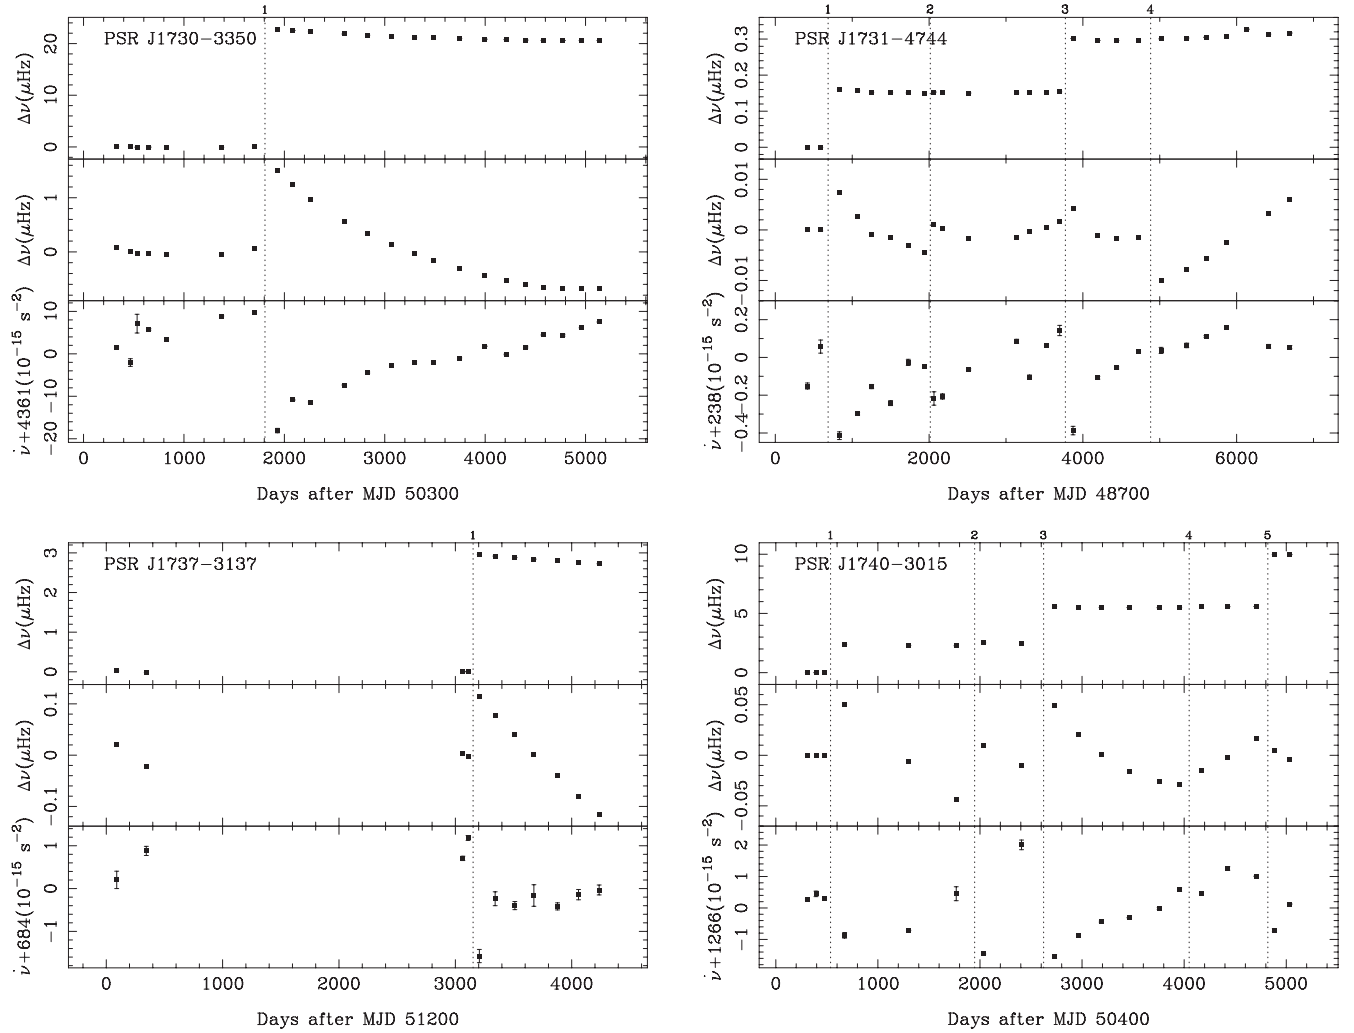 1
PSR J1730−3350
Δν(μHz)
0 10 20
Δν(μHz)
0 1
ν̇+4361(10⁻¹⁵ s⁻²)
−20 −10 0 10
0 1000 2000 3000 4000 5000
Days after MJD 50300
1 2 3 4
PSR J1731−4744
Δν(μHz)
0 0.1 0.2 0.3
Δν(μHz)
−0.01 0 0.01
ν̇+238(10⁻¹⁵ s⁻²)
−0.4 −0.2 0 0.2
0 2000 4000 6000
Days after MJD 48700
1
PSR J1737−3137
Δν(μHz)
0 1 2 3
Δν(μHz)
−0.1 0 0.1
ν̇+684(10⁻¹⁵ s⁻²)
−1 0 1
0 1000 2000 3000 4000
Days after MJD 51200
1 2 3 4 5
PSR J1740−3015
Δν(μHz)
0 5 10
Δν(μHz)
−0.05 0 0.05
ν̇+1266(10⁻¹⁵ s⁻²)
−1 0 1 2
0 1000 2000 3000 4000 5000
Days after MJD 50400